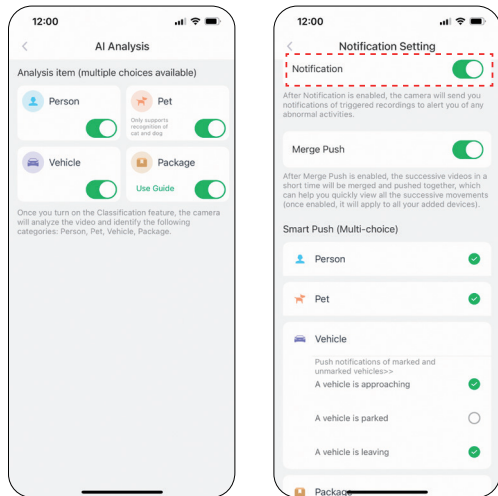 12:00
AI Analysis
Analysis item (multiple choices available)
Person
Pet
Only supports
recognition of
cat and dog
Vehicle
Package
Use Guide
Once you turn on the Classification feature, the camera
will analyze the video and identify the following
categories: Person, Pet, Vehicle, Package.
12:00
Notification Setting
Notification
After Notification is enabled, the camera will send you
notifications of triggered recordings to alert you of any
abnormal activities.
Merge Push
After Merge Push is enabled, the successive videos in a
short time will be merged and pushed together, which
can help you quickly view all the successive movements
(once enabled, it will apply to all your added devices).
Smart Push (Multi-choice)
Person
Pet
Vehicle
Push notifications of marked and
unmarked vehicles>>
A vehicle is approaching
A vehicle is parked
A vehicle is leaving
Package